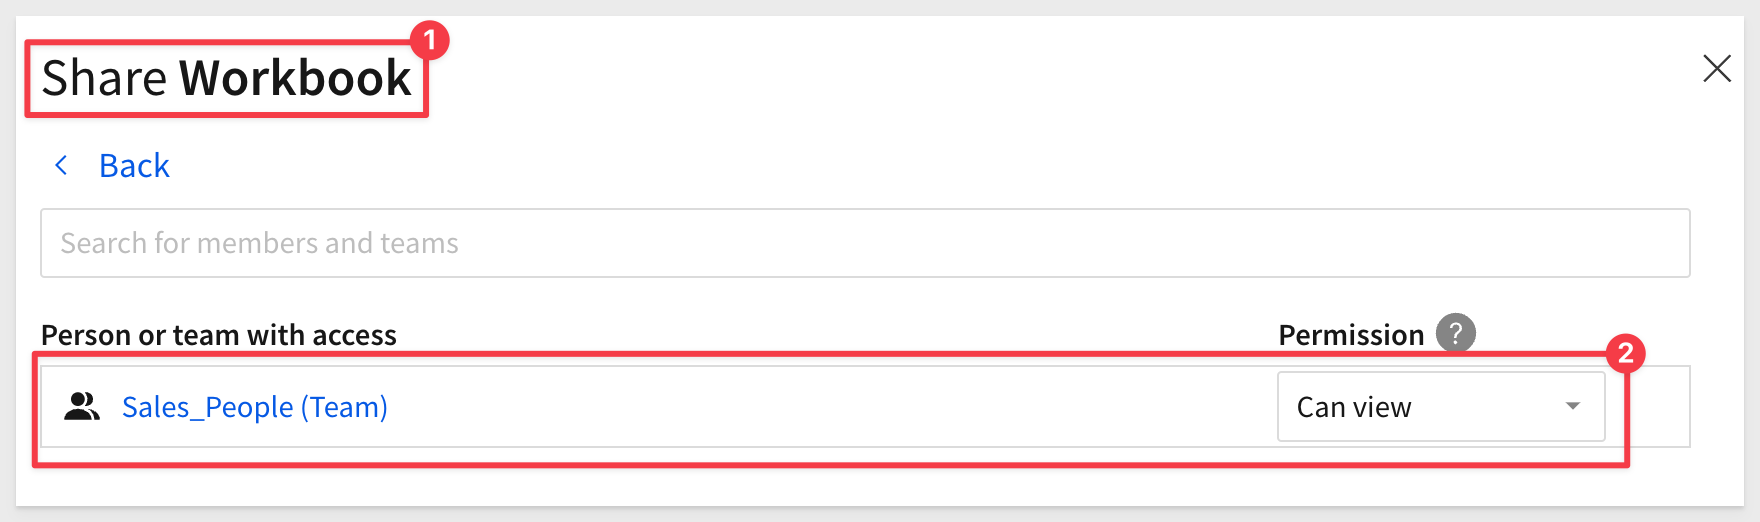 1
Share Workbook
Back
Search for members and teams
Person or team with access
Permission ?
2
Sales_People (Team)
Can view